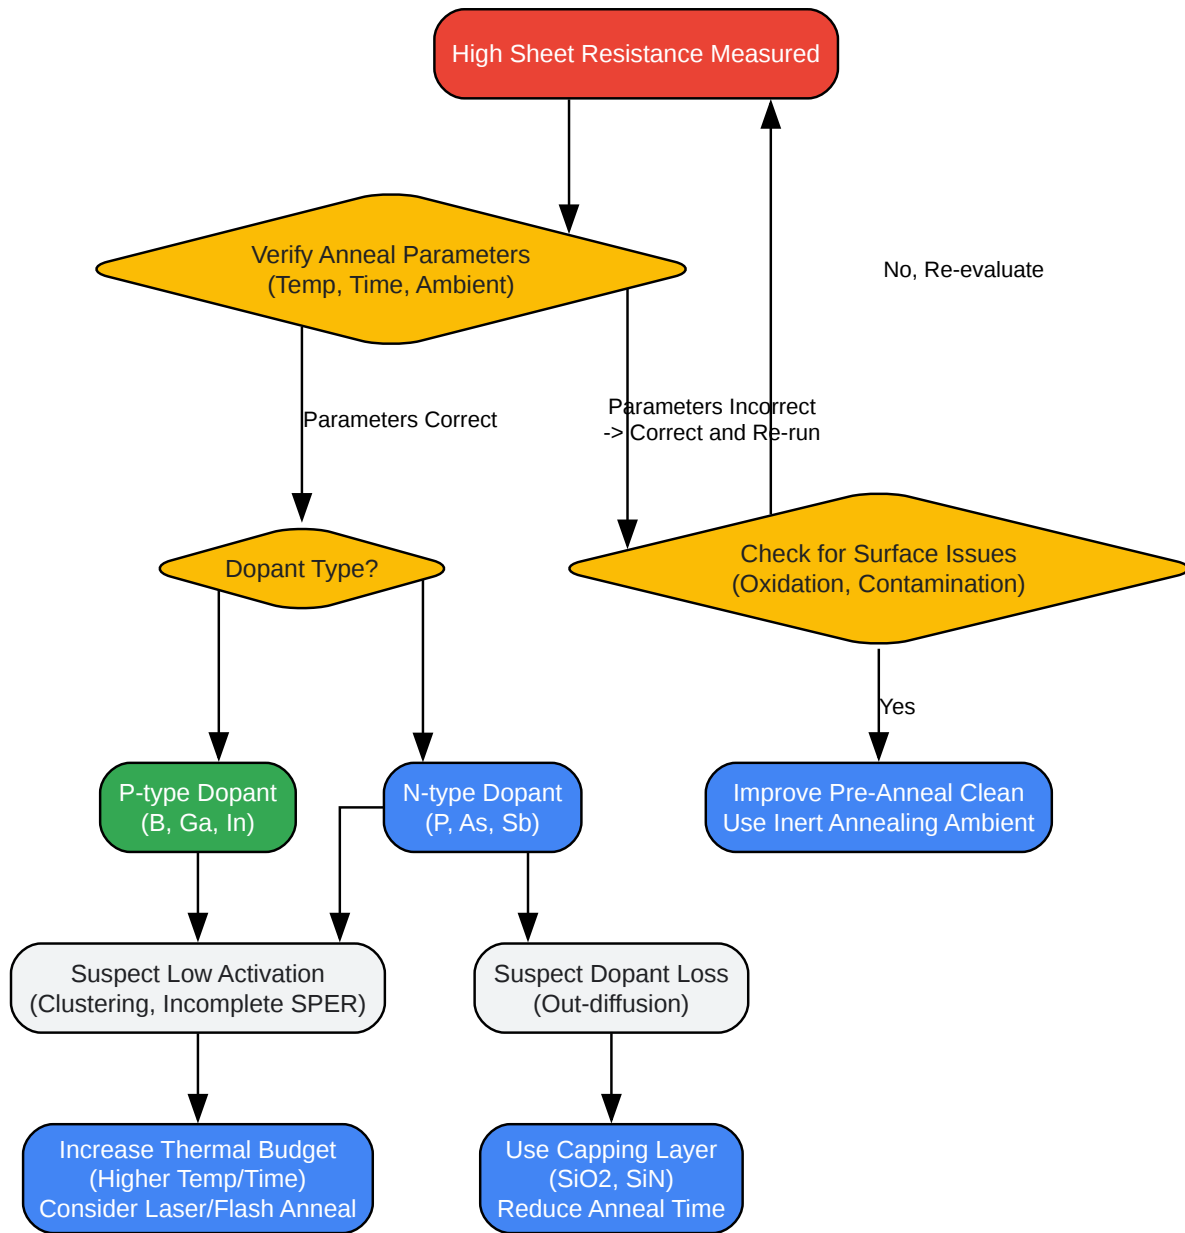 High Sheet Resistance Measured
Verify Anneal Parameters
(Temp, Time, Ambient)
No, Re-evaluate
Parameters Correct
Parameters Incorrect
-> Correct and Re-run
Dopant Type?
Check for Surface Issues
(Oxidation, Contamination)
Yes
P-type Dopant
(B, Ga, In)
N-type Dopant
(P, As, Sb)
Improve Pre-Anneal Clean
Use Inert Annealing Ambient
Suspect Low Activation
(Clustering, Incomplete SPER)
Suspect Dopant Loss
(Out-diffusion)
Increase Thermal Budget
(Higher Temp/Time)
Consider Laser/Flash Anneal
Use Capping Layer
(SiO2, SiN)
Reduce Anneal Time